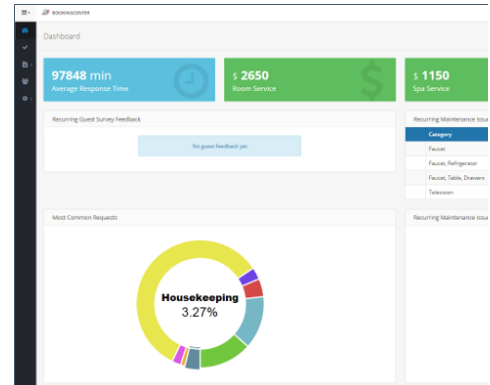 BOOKINGCENTER
Dashboard
97848 min
Average Response Time
$ 2650
Room Service
$ 1150
Spa Service
Recurring Guest Survey Feedback
No guest feedback yet
Recurring Maintenance Issu
Category
Faucet
Faucet, Refrigerator
Faucet, Table, Drawers
Television
Most Common Requests
Housekeeping
3.27%
Recurring Maintenance Issu